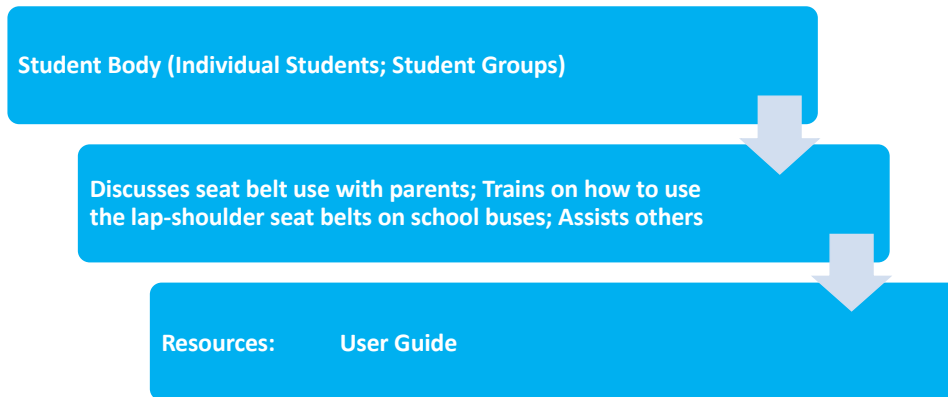 Student Body (Individual Students; Student Groups)
Discusses seat belt use with parents; Trains on how to use
the lap-shoulder seat belts on school buses; Assists others
Resources: User Guide